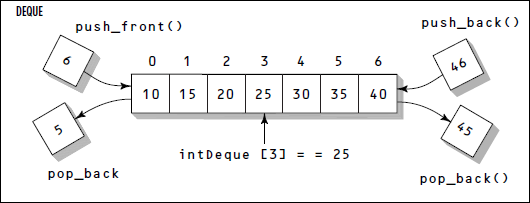 DEQUE
push_front()
push_back()
0 1 2 3 4 5 6
6
46
10 15 20 25 30 35 40
5
45
intDeque [3] = = 25
pop_back
pop_back()